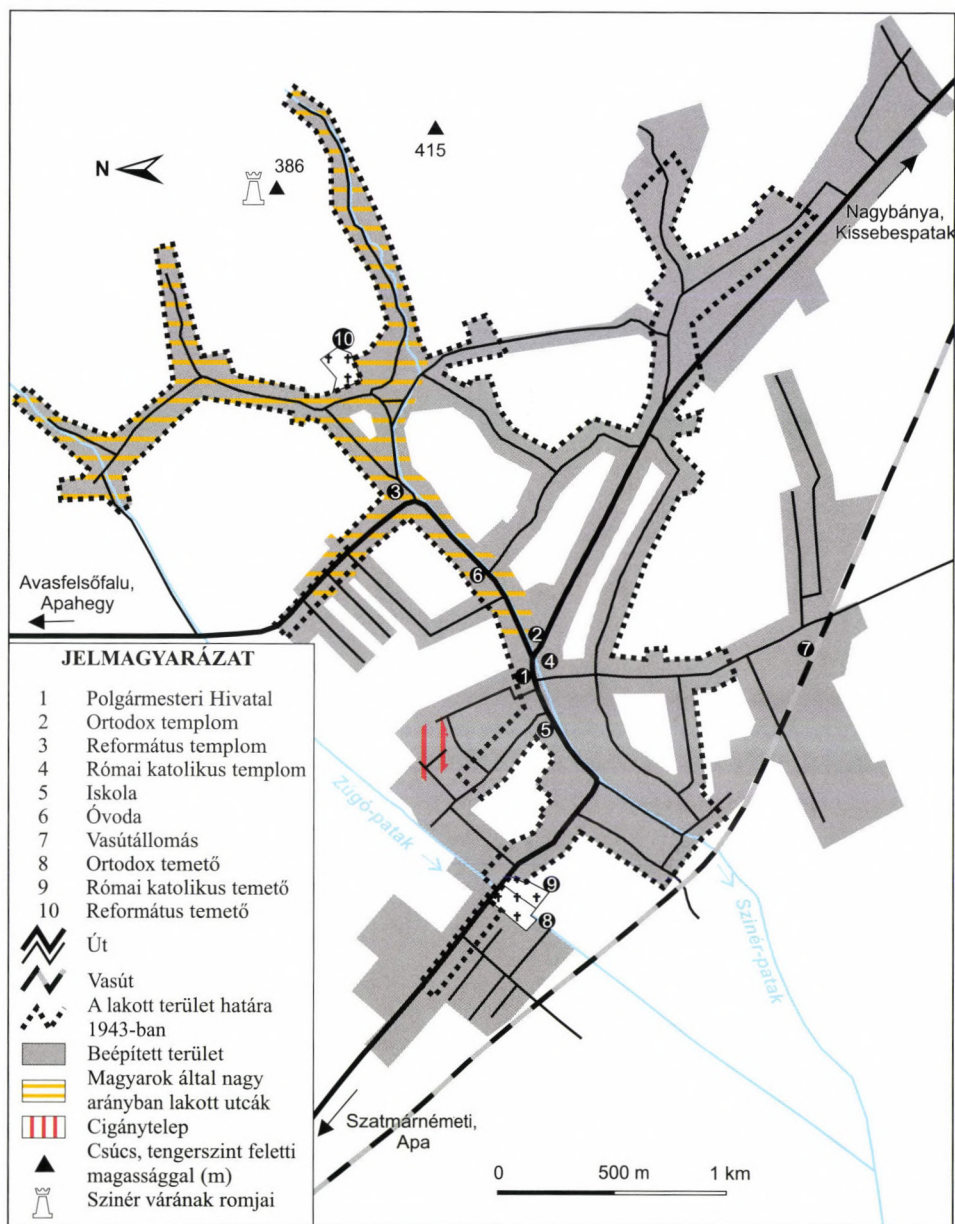 415
386
N
Nagybánya,
Kissebespatak
10
3
Avasfelsőfalu,
Apahegy
6
2
4
1
7
5
Zúgó-patak
9
8
Szinér-patak
Szatmárnémeti,
Apa
0 500 m 1 km
JELMAGYARÁZAT
1 Polgármesteri Hivatal
2 Ortodox templom
3 Református templom
4 Római katolikus templom
5 Iskola
6 Óvoda
7 Vasútállomás
8 Ortodox temető
9 Római katolikus temető
10 Református temető
Út
Vasút
A lakott terület határa
1943-ban
Beépített terület
Magyarok által nagy
arányban lakott utcák
Cigánytelep
Csúcs, tengerszint feletti
magassággal (m)
Szinér várának romjai